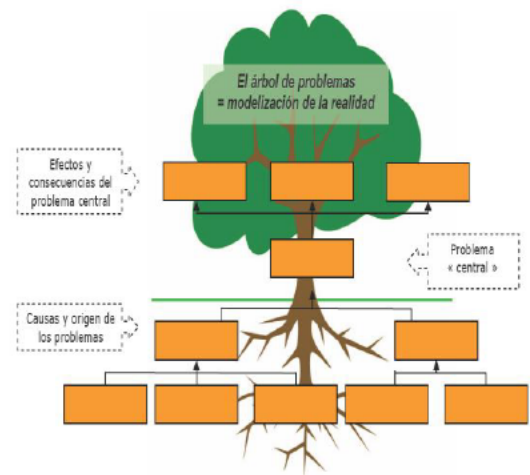 El árbol de problemas
= modelización de la realidad
Efectos y
consecuencias del
problema central
Problema
« central »
Causas y origen de
los problemas